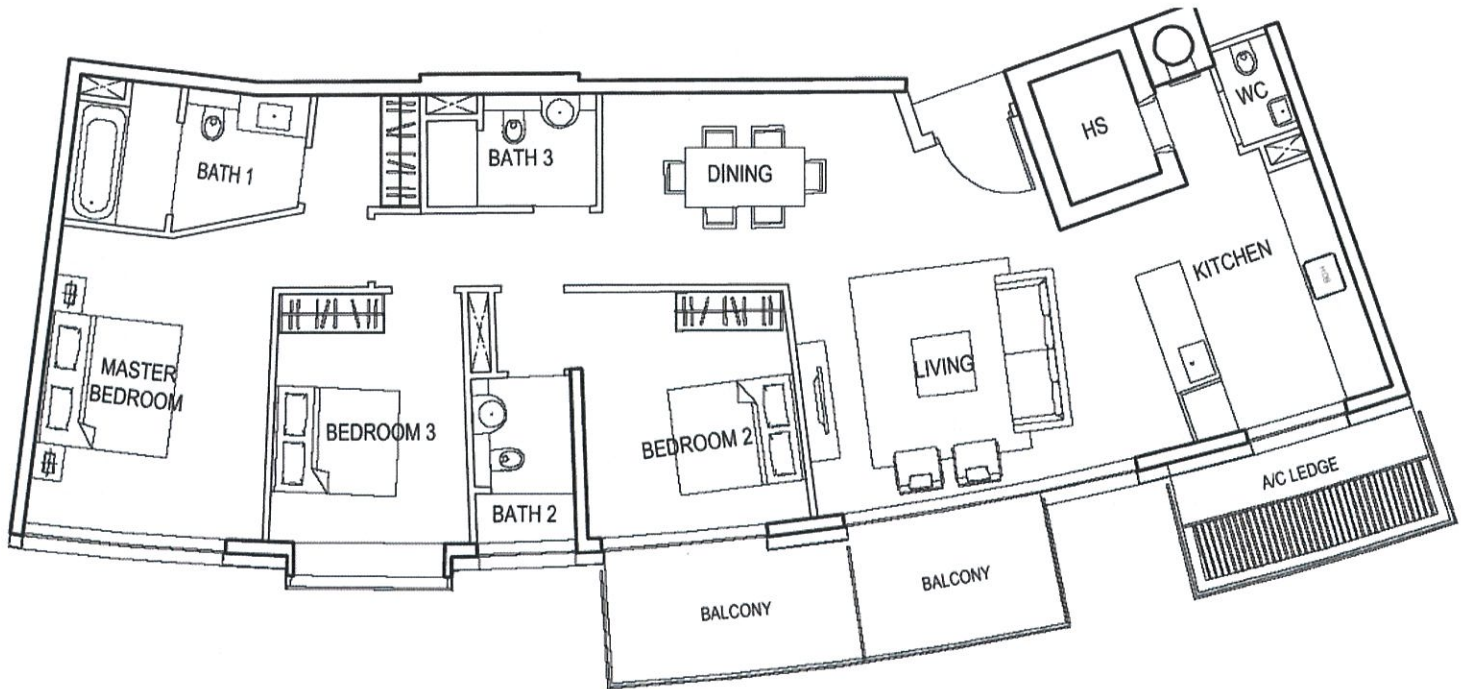 WC
HS
BATH 1
BATH 3
DINING
KITCHEN
MASTER
BEDROOM
BEDROOM 3
BEDROOM 2
LIVING
BATH 2
A/C LEDGE
BALCONY
BALCONY